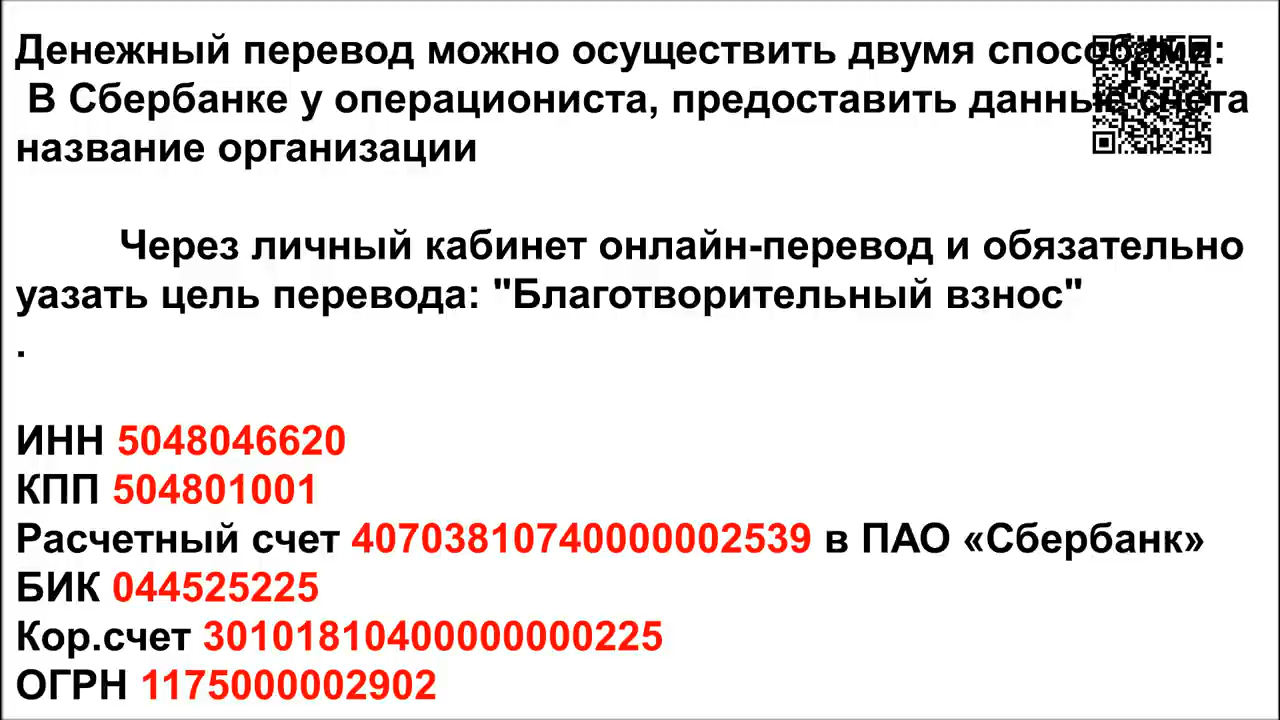 Денежный перевод можно осуществить двумя способами:
В Сбербанке у операциониста, предоставить данные счета
название организации
Через личный кабинет онлайн-перевод и обязательно
уазать цель перевода: "Благотворительный взнос"
.
ИНН 5048046620
КПП 504801001
Расчетный счет 40703810740000002539 в ПАО «Сбербанк»
БИК 044525225
Кор.счет 30101810400000000225
ОГРН 1175000002902